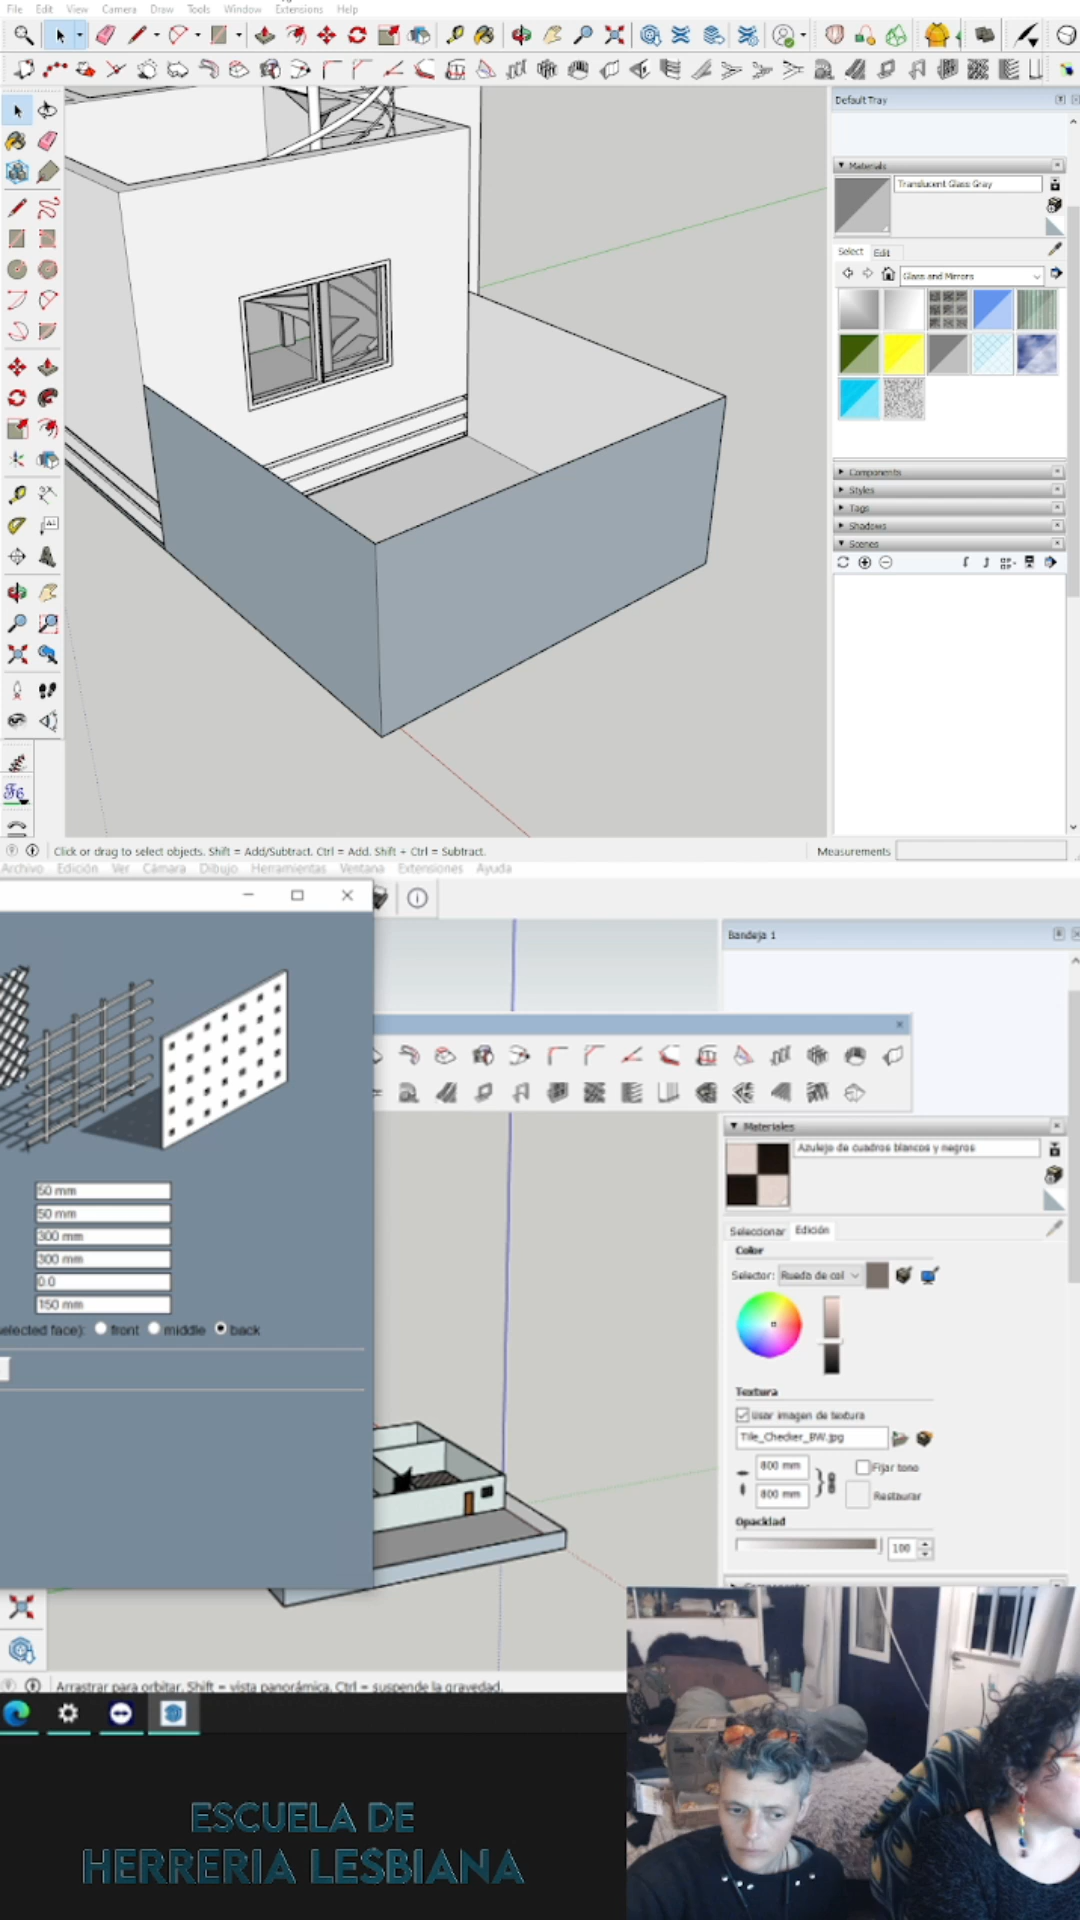 File Edit View Camera Draw Tools Window Extensions Help
Default Tray
Materials
Translucent Glass Gray
Select Edit
Glass and Mirrors
Components
Styles
Tags
Shadows
Scenes
Click or drag to select objects. Shift = Add/Subtract. Ctrl = Add. Shift + Ctrl = Subtract.
Measurements
Archivo Edición Ver Cámara Dibujo Herramientas Ventana Extensiones Ayuda
Bandeja 1
Materiales
Azulejo de cuadros blancos y negros
Seleccionar Edición
Color
Selector: Rueda de col
Textura
Usar imagen de textura
Tile_Checker_BW.jpg
800 mm
Fijar tono
800 mm
Restaurar
Opacidad
100
50 mm
50 mm
300 mm
300 mm
0.0
150 mm
elected face): front middle back
Arrastrar para orbitar. Shift = vista panorámica. Ctrl = suspende la gravedad.
ESCUELA DE
HERRERIA LESBIANA